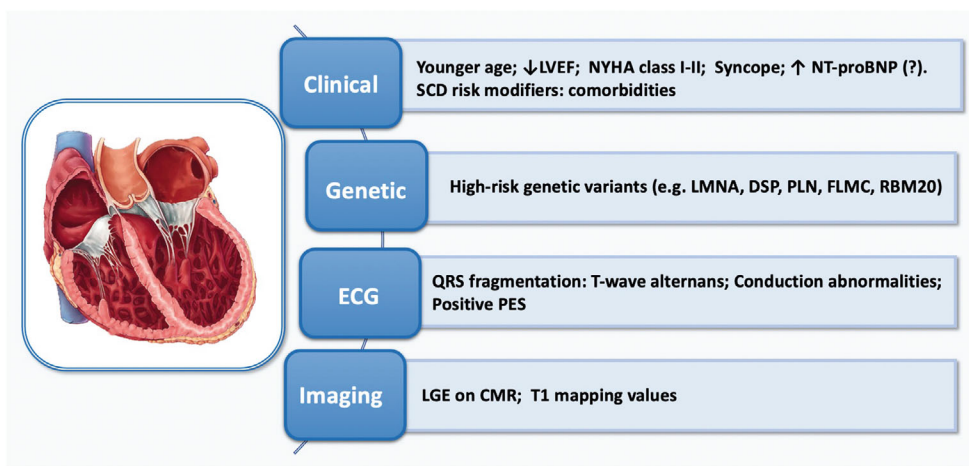 Clinical
Younger age; ↓LVEF; NYHA class I-II; Syncope; ↑ NT-proBNP (?).
SCD risk modifiers: comorbidities
Genetic
High-risk genetic variants (e.g. LMNA, DSP, PLN, FLMC, RBM20)
ECG
QRS fragmentation: T-wave alternans; Conduction abnormalities;
Positive PES
Imaging
LGE on CMR; T1 mapping values